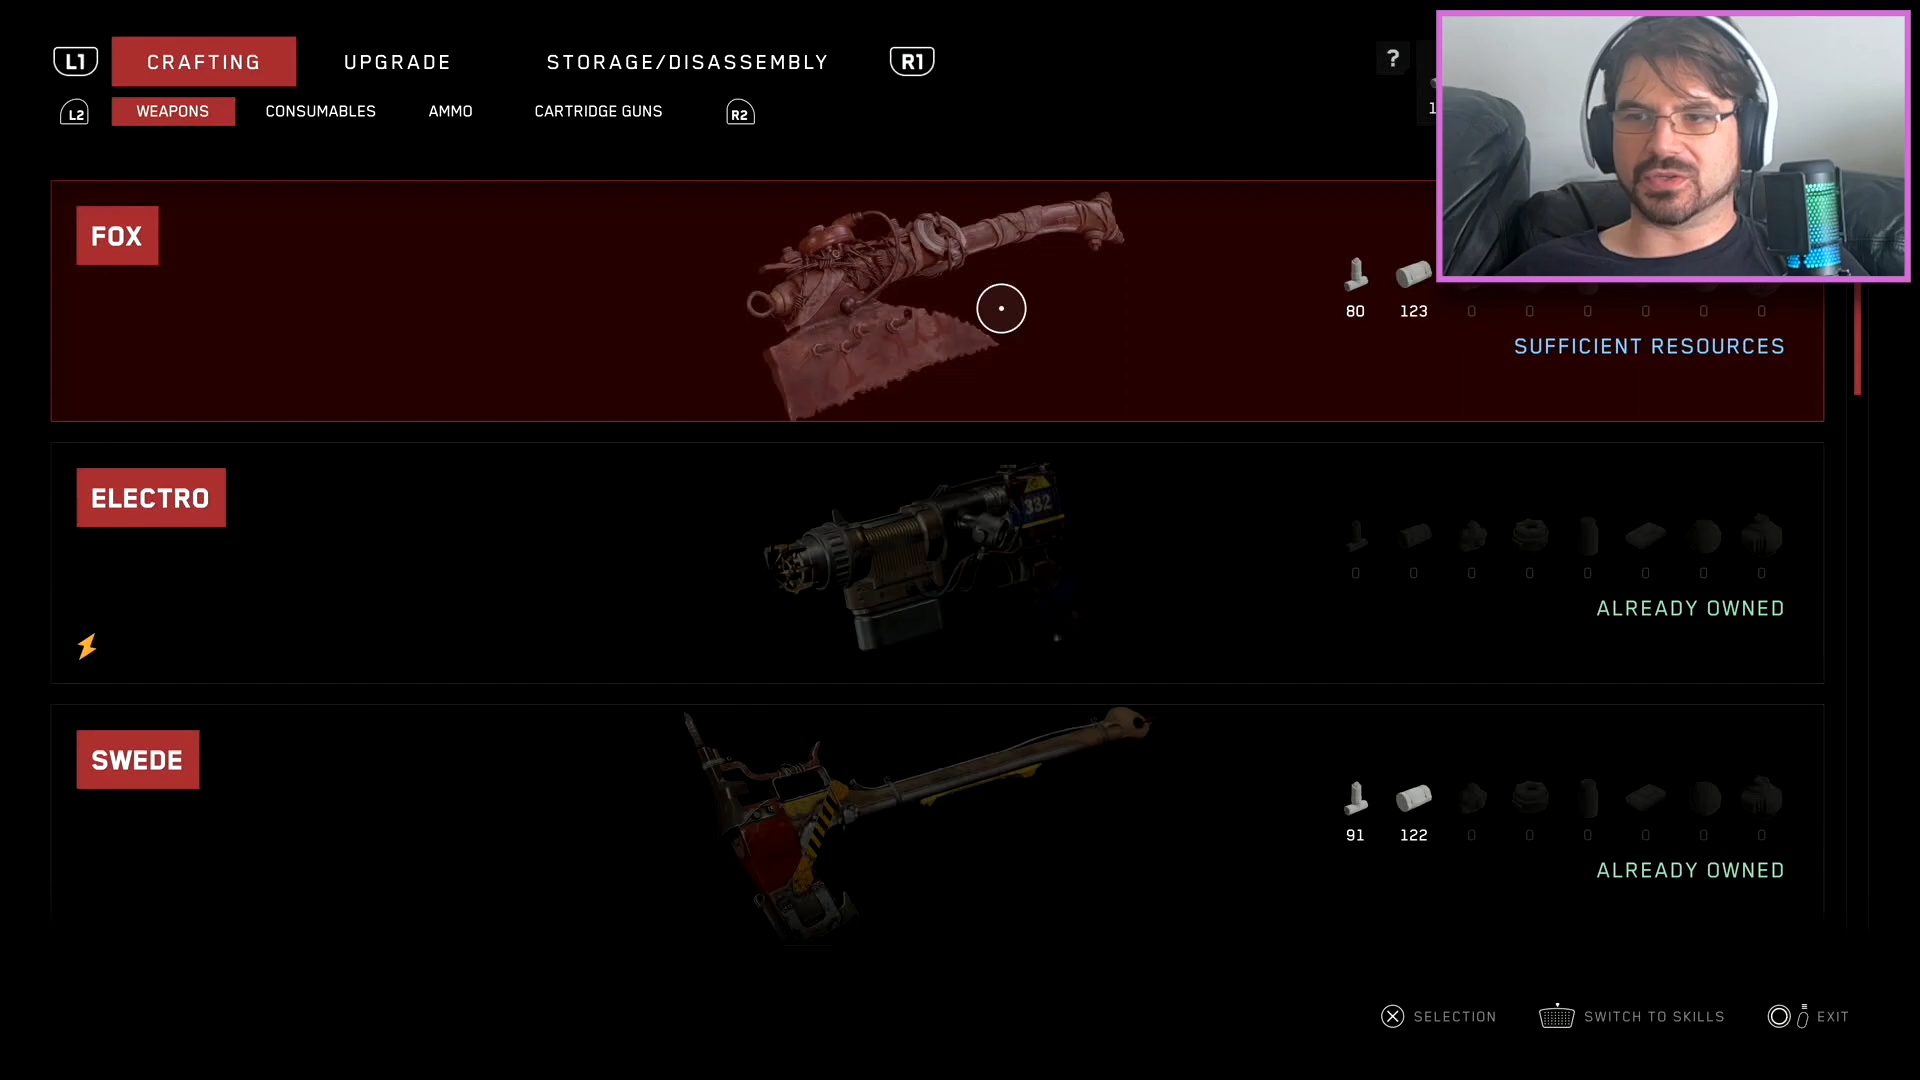 L1 CRAFTING UPGRADE STORAGE/DISASSEMBLY R1 ?
L2 WEAPONS CONSUMABLES AMMO CARTRIDGE GUNS R2
FOX
80 123 0 0 0 0 0 0
SUFFICIENT RESOURCES
ELECTRO
332
0 0 0 0 0 0 0 0
ALREADY OWNED
SWEDE
91 122 0 0 0 0 0 0
ALREADY OWNED
SELECTION SWITCH TO SKILLS EXIT